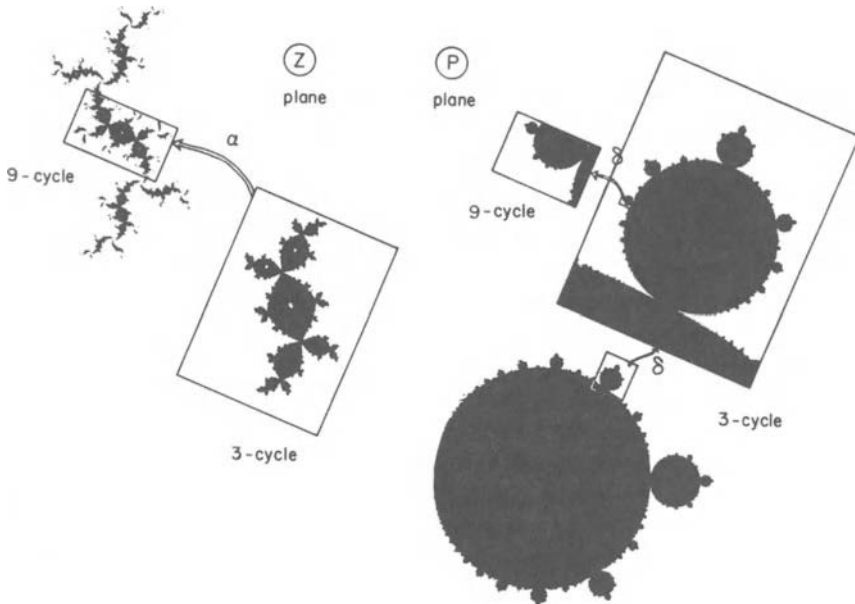 Z
plane
P
plane
α
9-cycle
3-cycle
δ
9-cycle
δ
3-cycle